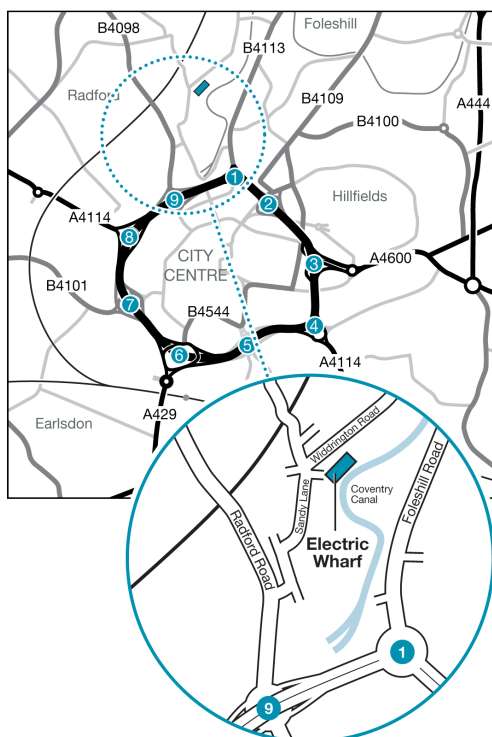 B4098
Foleshill
B4113
Radford
B4109
A444
B4100
1
9
2
Hillfields
A4114
8
CITY
CENTRE
A4600
3
B4101
7
B4544
4
5
6
A4114
A429
Earlsdon
Widdrington Road
Sandy Lane
Coventry
Canal
Foleshill Road
Radford Road
Electric
Wharf
1
9